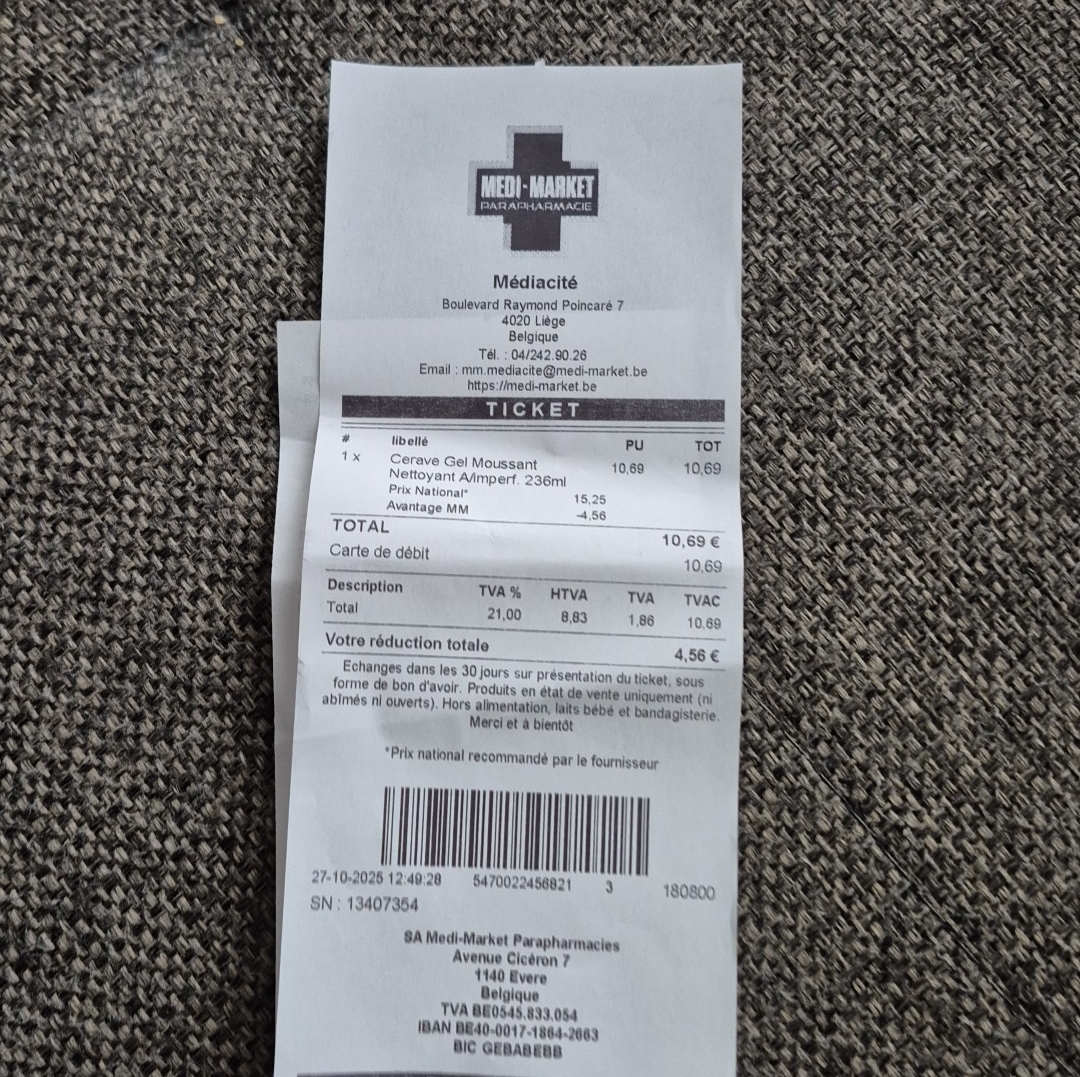 MEDI-MARKET
PARAPHARMACIE
Médiacité
Boulevard Raymond Poincaré 7
4020 Liège
Belgique
Tél. : 04/242.90.26
Email : mm.mediacite@medi-market.be
https://medi-market.be
TICKET
# libellé PU TOT
1 x Cerave Gel Moussant 10,69 10,69
Nettoyant A/Imperf. 236ml
Prix National* 15,25
Avantage MM -4,56
TOTAL 10,69 €
Carte de débit 10,69
Description TVA % HTVA TVA TVAC
Total 21,00 8,83 1,86 10,69
Votre réduction totale 4,56 €
Echanges dans les 30 jours sur présentation du ticket, sous
forme de bon d'avoir. Produits en état de vente uniquement (ni
abîmés ni ouverts). Hors alimentation, laits bébé et bandagisterie.
Merci et à bientôt
*Prix national recommandé par le fournisseur
27-10-2025 12:49:28 5470022456821 3 180800
SN : 13407354
SA Medi-Market Parapharmacies
Avenue Cicéron 7
1140 Evere
Belgique
TVA BE0545.833.054
IBAN BE40-0017-1864-2663
BIC GEBABEBB